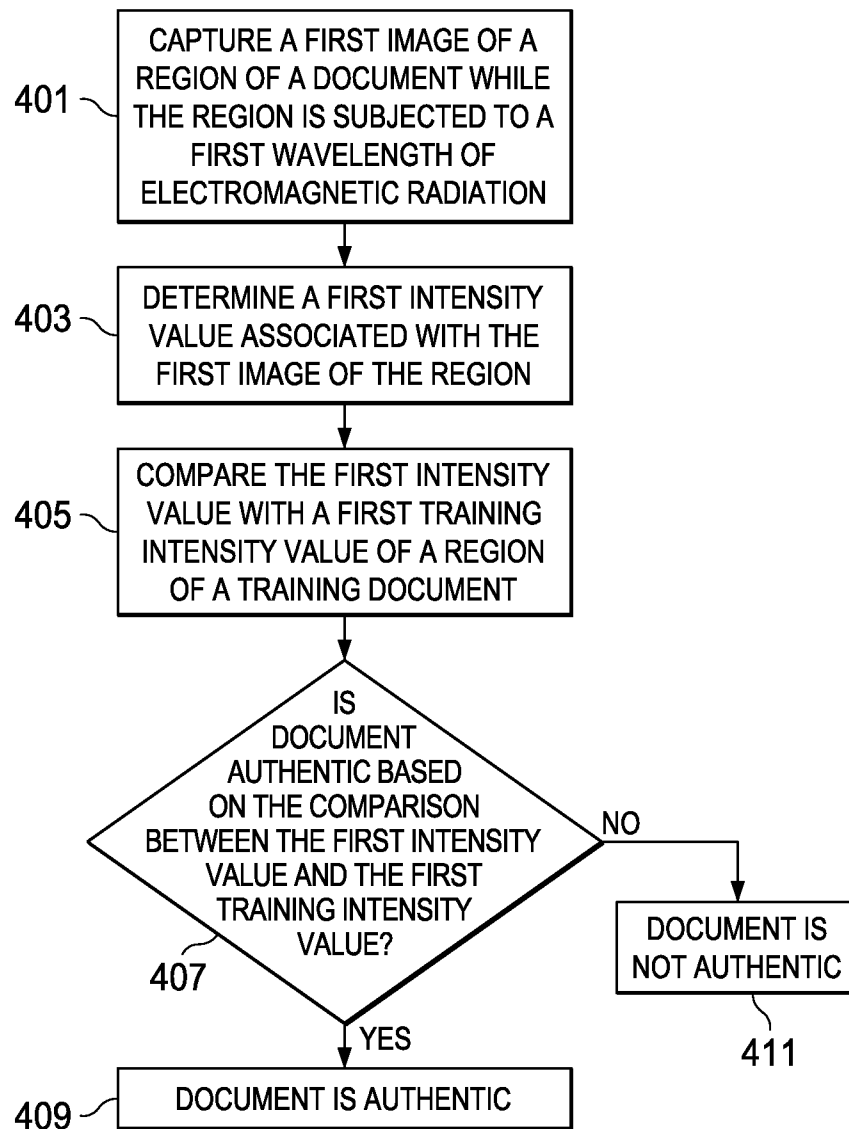 CAPTURE A FIRST IMAGE OF A
REGION OF A DOCUMENT WHILE
THE REGION IS SUBJECTED TO A
FIRST WAVELENGTH OF
ELECTROMAGNETIC RADIATION
401
DETERMINE A FIRST INTENSITY
VALUE ASSOCIATED WITH THE
FIRST IMAGE OF THE REGION
403
COMPARE THE FIRST INTENSITY
VALUE WITH A FIRST TRAINING
INTENSITY VALUE OF A REGION
OF A TRAINING DOCUMENT
405
IS
DOCUMENT
AUTHENTIC BASED
ON THE COMPARISON
BETWEEN THE FIRST INTENSITY
VALUE AND THE FIRST
TRAINING INTENSITY
VALUE?
407
NO
DOCUMENT IS
NOT AUTHENTIC
411
YES
DOCUMENT IS AUTHENTIC
409